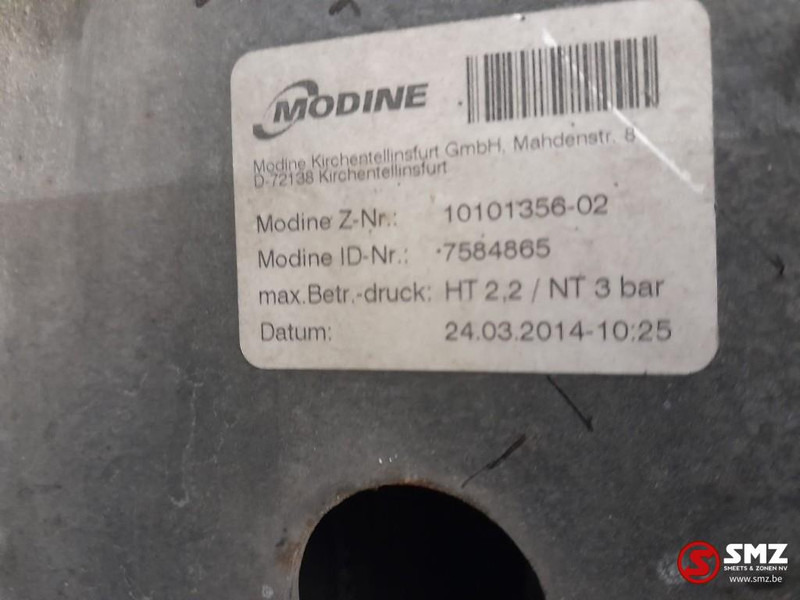 MODINE
Modine Kirchentellinsfurt GmbH, Mahdenstr. 8
D-72138 Kirchentellinsfurt
Modine Z-Nr.: 10101356-02
Modine ID-Nr.: 7584865
max.Betr.-druck: HT 2,2 / NT 3 bar
Datum: 24.03.2014-10:25
SMZ
SMEETS & ZONEN NV
www.smz.be